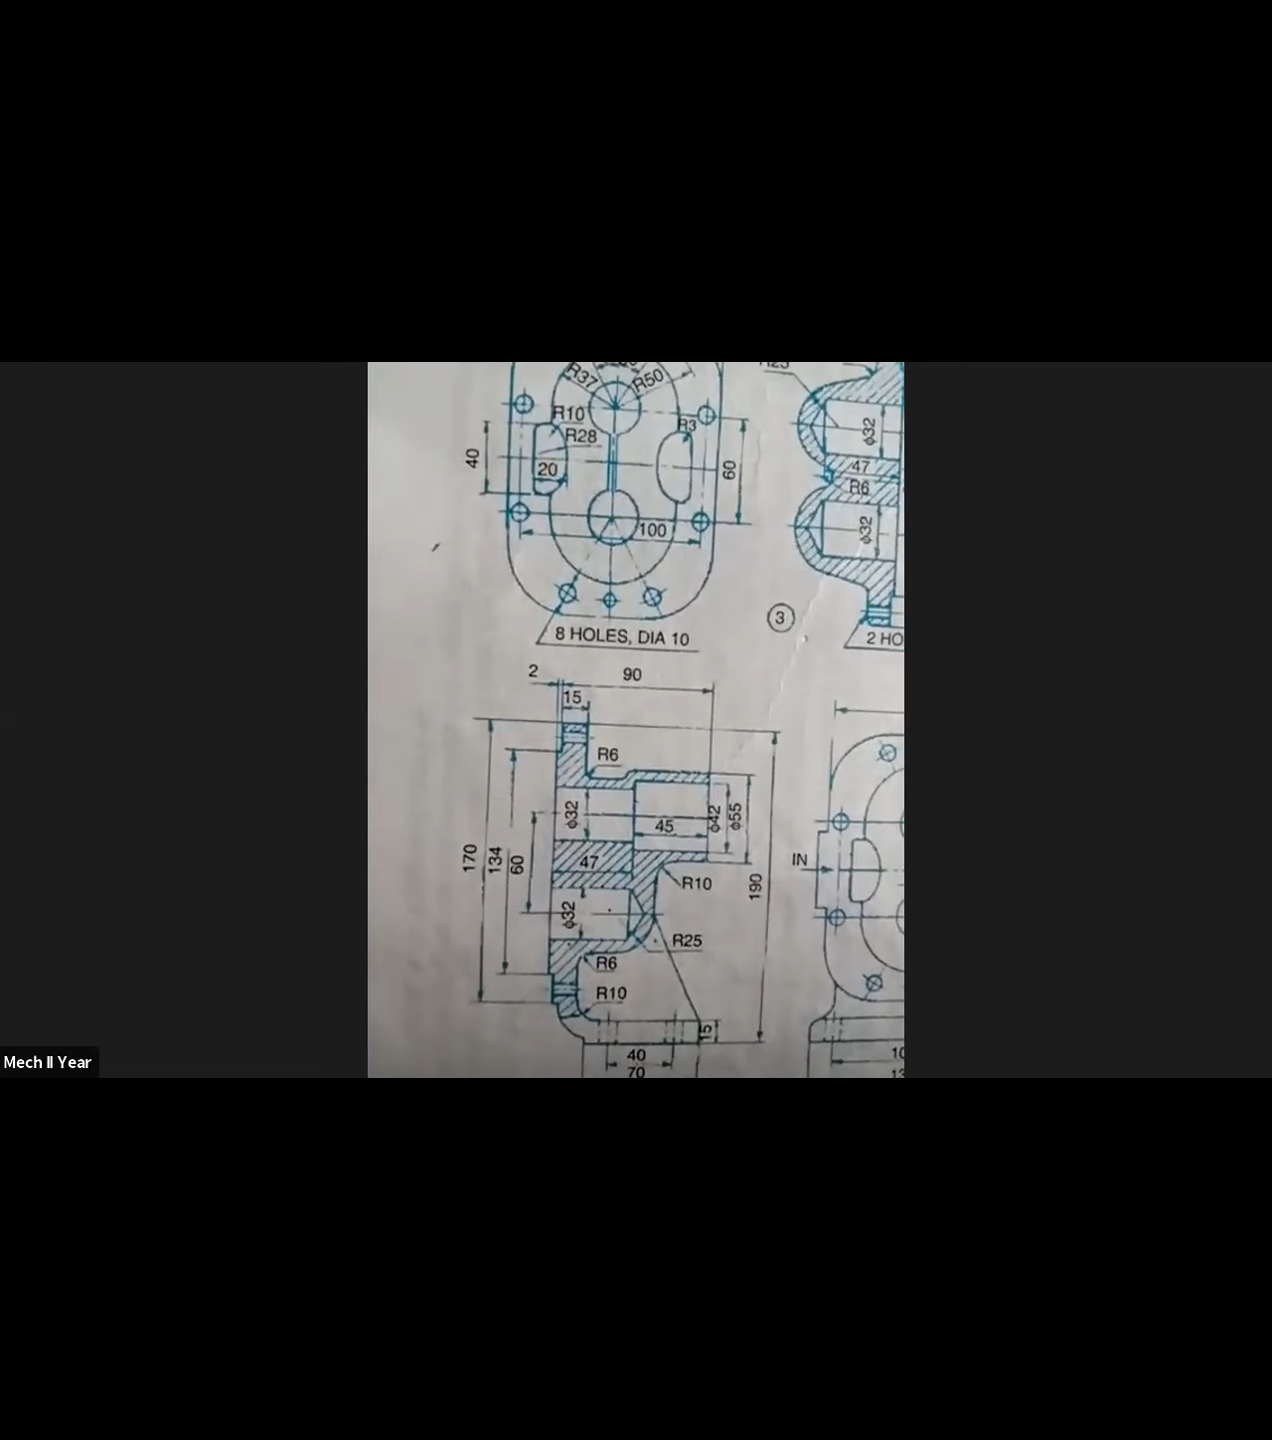 R37
R50
R10
R28
R3
40
20
60
100
8 HOLES, DIA 10
ϕ32
47
R6
ϕ32
3
2 HO
2
90
15
R6
ϕ32
45
ϕ42
ϕ55
170
134
60
47
R10
190
IN
ϕ32
R25
R6
R10
15
40
70
Mech II Year